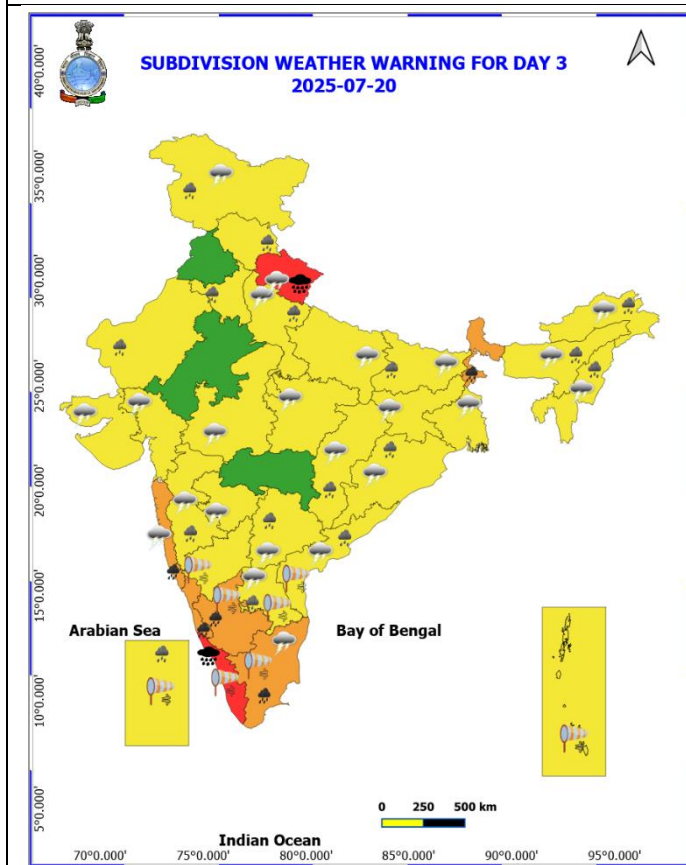 SUBDIVISION WEATHER WARNING FOR DAY 3
2025-07-20
40°0.000'
35°0.000'
30°0.000'
25°0.000'
20°0.000'
15°0.000'
10°0.000'
5°0.000'
Arabian Sea
Bay of Bengal
0 250 500 km
Indian Ocean
70°0.000' 75°0.000' 80°0.000' 85°0.000' 90°0.000' 95°0.000'